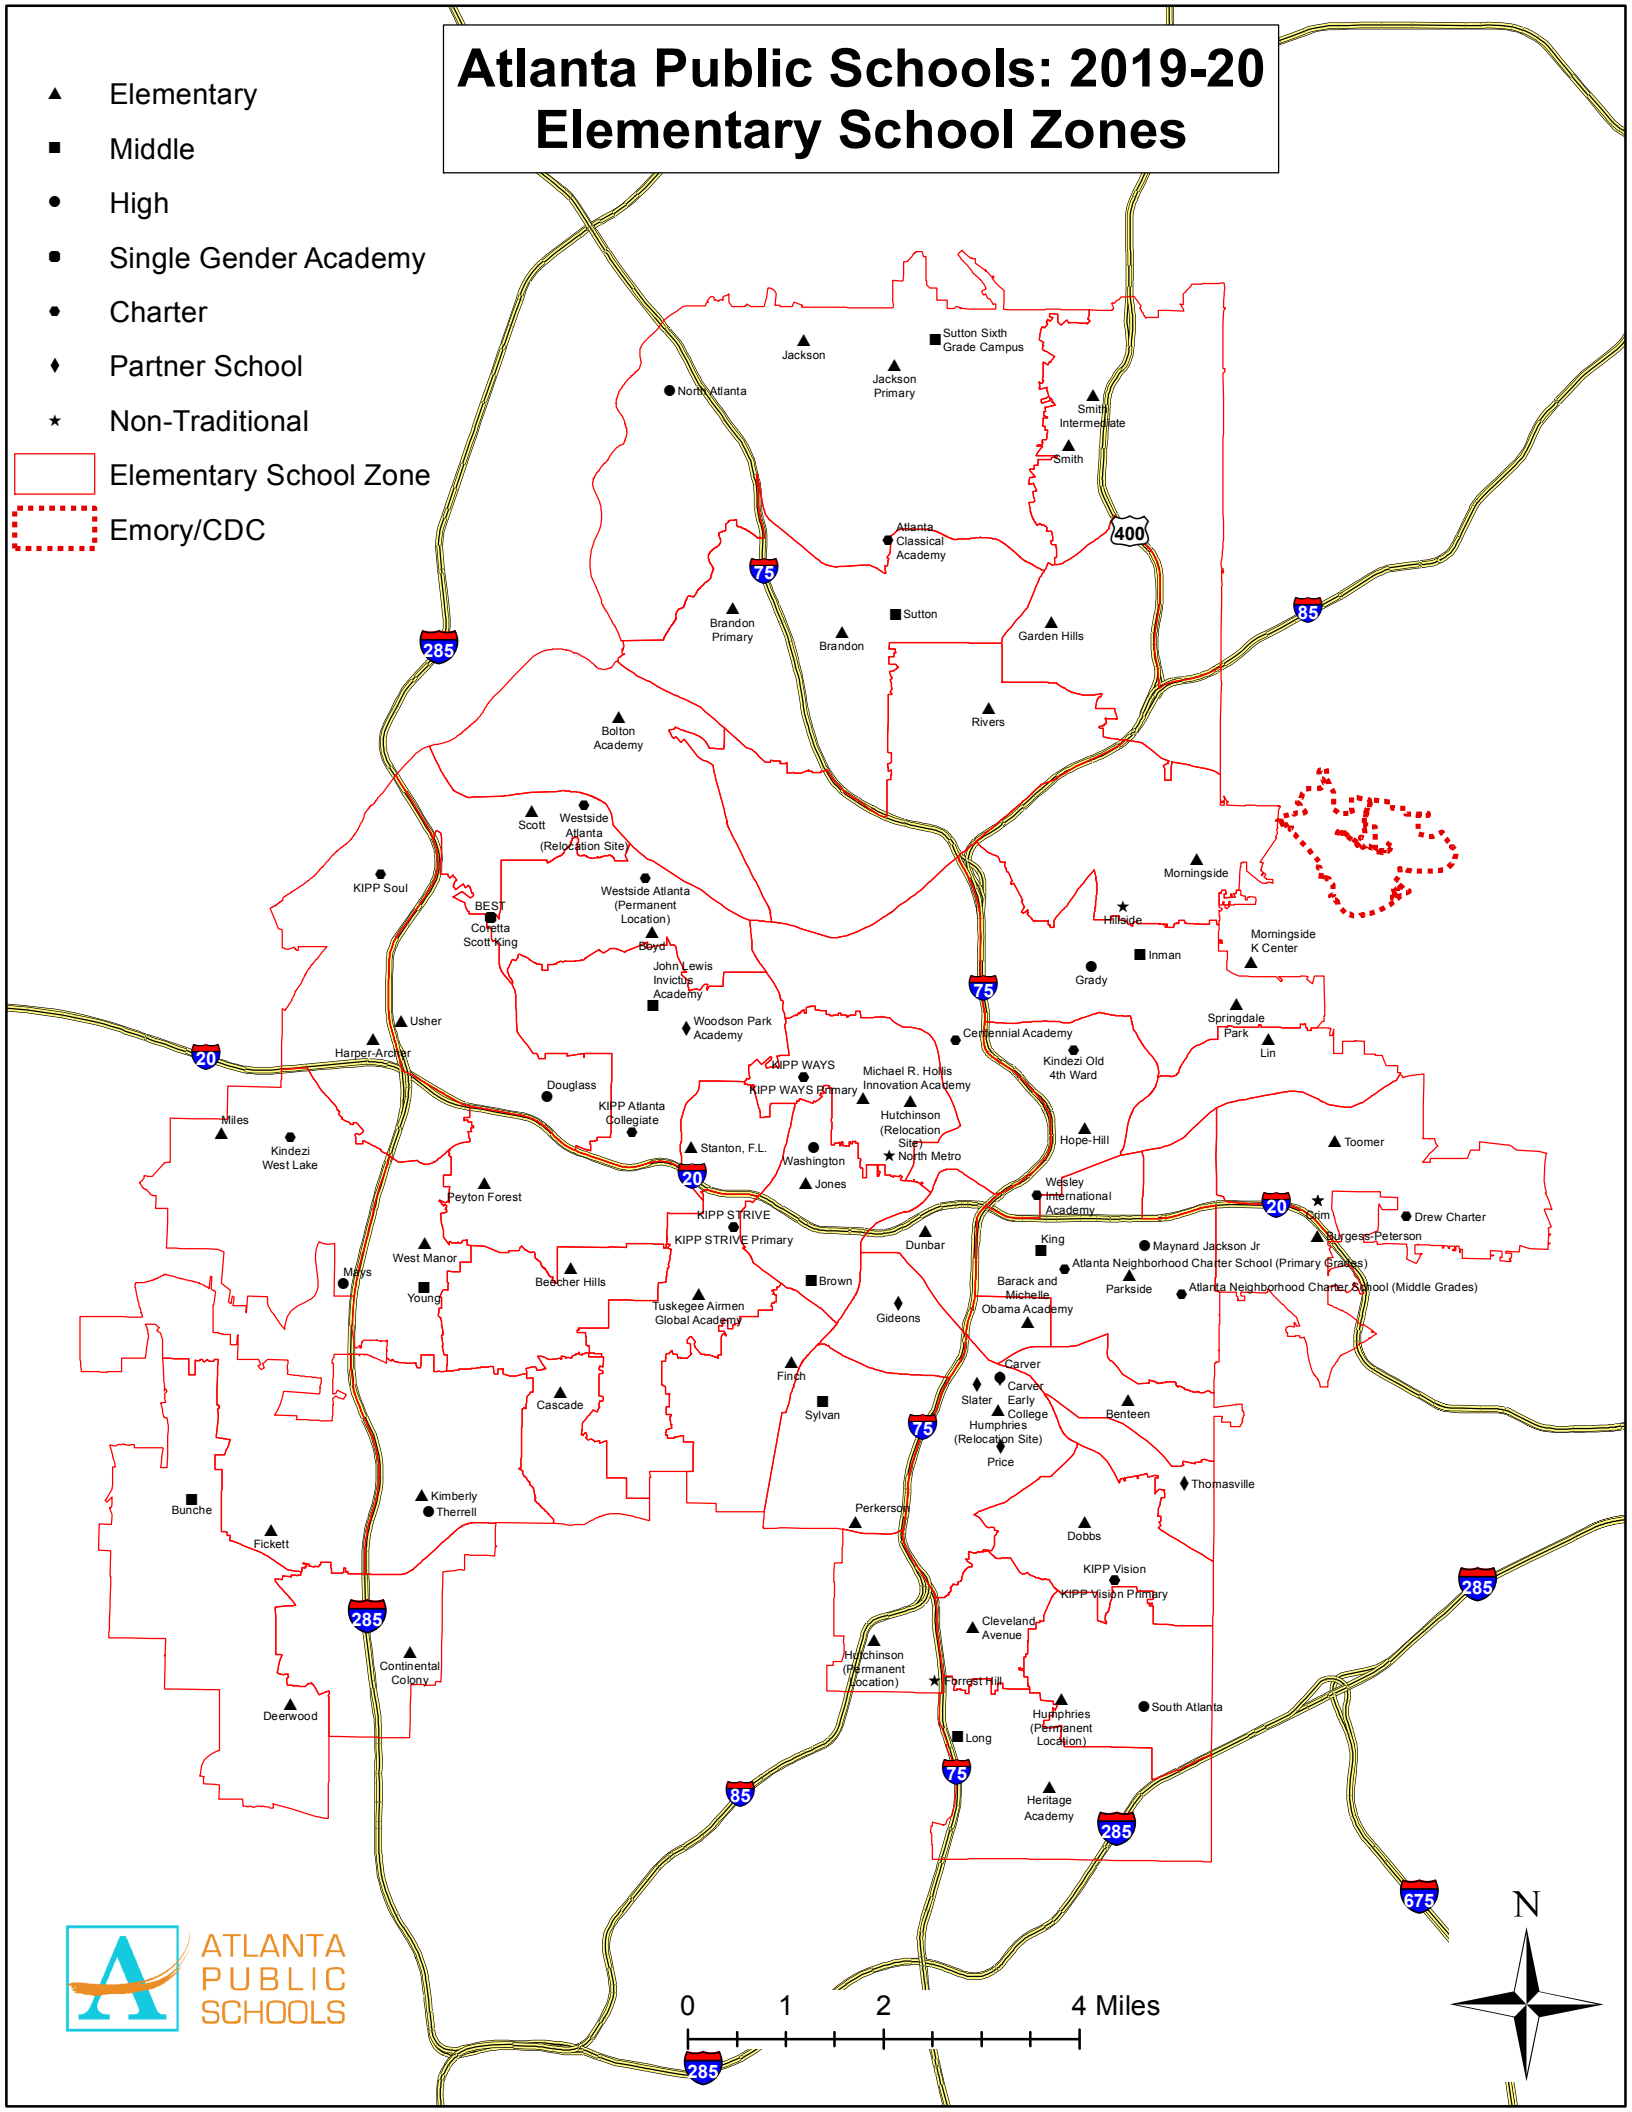 Atlanta Public Schools: 2019-20
Elementary School Zones
Elementary
Middle
High
Single Gender Academy
Charter
Partner School
Non-Traditional
Elementary School Zone
Emory/CDC
Jackson
Sutton Sixth
Grade Campus
Jackson
Primary
North Atlanta
Smith
Intermediate
Smith
Atlanta
Classical
Academy
400
75
85
285
Brandon
Primary
Brandon
Sutton
Garden Hills
Rivers
Bolton
Academy
Scott
Westside
Atlanta
(Relocation Site)
KIPP Soul
Westside Atlanta
(Permanent
Location)
Boyd
BEST
Coretta
Scott King
Morningside
Hillside
Morningside
K Center
Inman
Grady
John Lewis
Invictus
Academy
75
Springdale
Park
Lin
Usher
Harper-Archer
20
Woodson Park
Academy
Centennial Academy
Kindezi Old
4th Ward
KIPP WAYS
KIPP WAYS Primary
Michael R. Hollis
Innovation Academy
Hutchinson
(Relocation
Site)
North Metro
Douglass
KIPP Atlanta
Collegiate
Miles
Kindezi
West Lake
Stanton, F.L.
Washington
Jones
Hope-Hill
Toomer
20
Peyton Forest
Wesley
International
Academy
20
Crim
Drew Charter
Burgess-Peterson
KIPP STRIVE
KIPP STRIVE Primary
Dunbar
King
Maynard Jackson Jr
West Manor
Mays
Young
Beecher Hills
Brown
Atlanta Neighborhood Charter School (Primary Grades)
Barack and
Michelle
Obama Academy
Parkside
Atlanta Neighborhood Charter School (Middle Grades)
Tuskegee Airmen
Global Academy
Gideons
Finch
Carver
Slater
Carver
Early
College
Cascade
Sylvan
Benteen
75
Humphries
(Relocation Site)
Price
Thomasville
Bunche
Kimberly
Therrell
Perkerson
Fickett
Dobbs
KIPP Vision
KIPP Vision Primary
285
285
Cleveland
Avenue
Continental
Colony
Hutchinson
(Permanent
Location)
Forrest Hill
Deerwood
Humphries
(Permanent
Location)
South Atlanta
Long
75
85
Heritage
Academy
285
675
N
ATLANTA
PUBLIC
SCHOOLS
0 1 2 4 Miles
285